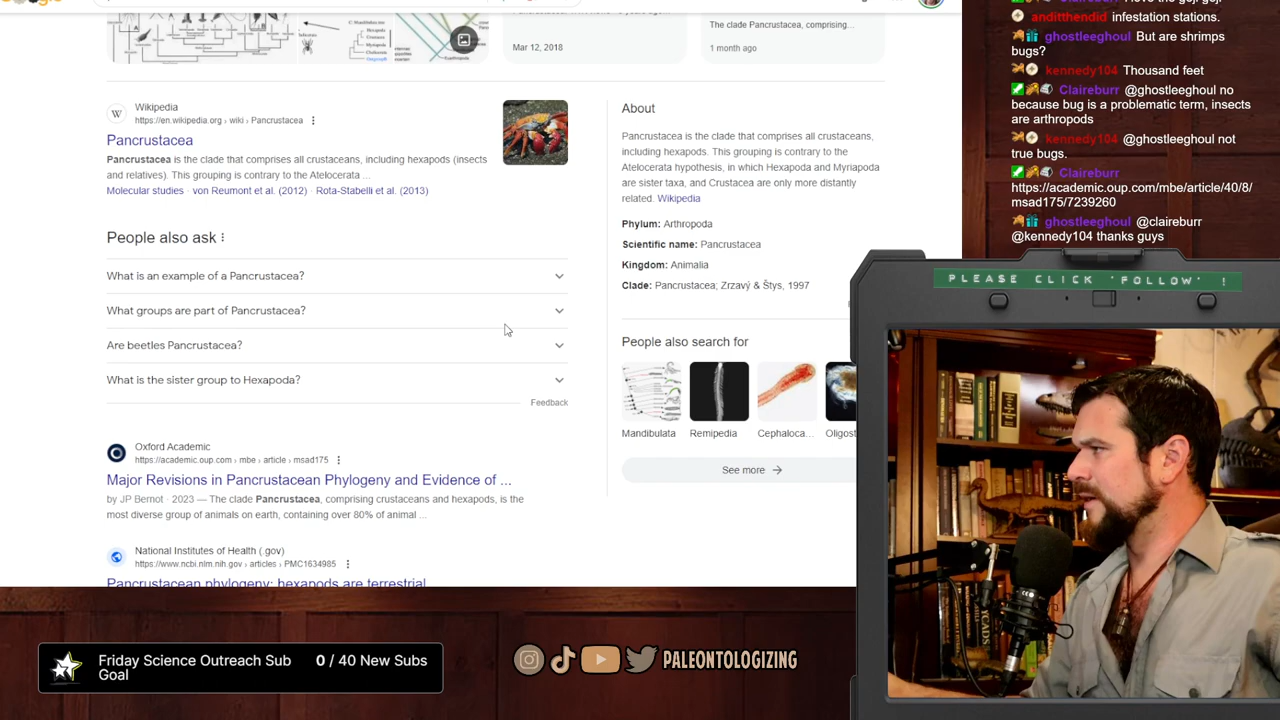 Mar 12, 2018
The clade Pancrustacea, comprising...
1 month ago
Wikipedia
https://en.wikipedia.org › wiki › Pancrustacea
Pancrustacea
Pancrustacea is the clade that comprises all crustaceans, including hexapods (insects
and relatives). This grouping is contrary to the Atelocerata ...
Molecular studies · von Reumont et al. (2012) · Rota-Stabelli et al. (2013)
People also ask
What is an example of a Pancrustacea?
What groups are part of Pancrustacea?
Are beetles Pancrustacea?
What is the sister group to Hexapoda?
Feedback
Oxford Academic
https://academic.oup.com › mbe › article › msad175
Major Revisions in Pancrustacean Phylogeny and Evidence of ...
by JP Bernot · 2023 — The clade Pancrustacea, comprising crustaceans and hexapods, is the
most diverse group of animals on earth, containing over 80% of animal ...
National Institutes of Health (.gov)
https://www.ncbi.nlm.nih.gov › articles › PMC1634985
Pancrustacean phylogeny: hexapods are terrestrial
About
Pancrustacea is the clade that comprises all crustaceans,
including hexapods. This grouping is contrary to the
Atelocerata hypothesis, in which Hexapoda and Myriapoda
are sister taxa, and Crustacea are only more distantly
related. Wikipedia
Phylum: Arthropoda
Scientific name: Pancrustacea
Kingdom: Animalia
Clade: Pancrustacea; Zrzavý & Štys, 1997
People also search for
Mandibulata
Remipedia
Cephaloca...
Oligost
See more
anditthendid infestation stations.
ghostleeghoul But are shrimps
bugs?
kennedy104 Thousand feet
Claireburr @ghostleeghoul no
because bug is a problematic term, insects
are arthropods
kennedy104 @ghostleeghoul not
true bugs.
Claireburr
https://academic.oup.com/mbe/article/40/8/
msad175/7239260
ghostleeghoul @claireburr
@kennedy104 thanks guys
PLEASE CLICK 'FOLLOW' !
Friday Science Outreach Sub
Goal
0 / 40 New Subs
PALEONTOLOGIZING